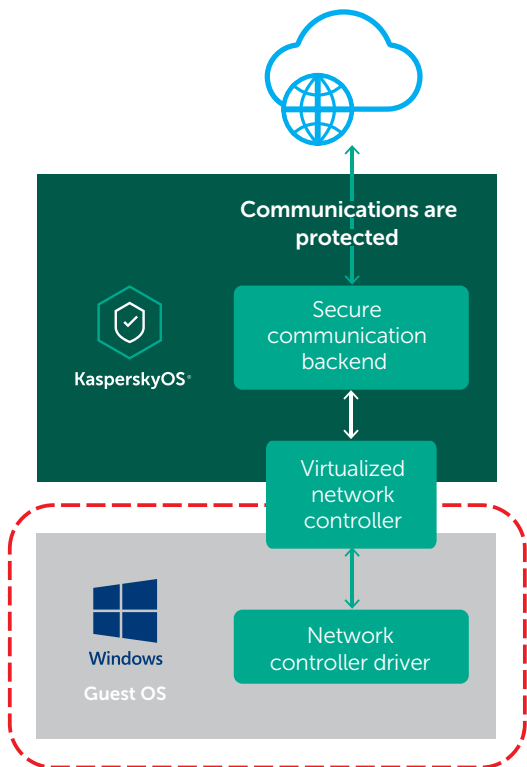 Communications are
protected
Secure
communication
backend
KasperskyOS®
Virtualized
network
controller
Windows
Guest OS
Network
controller driver